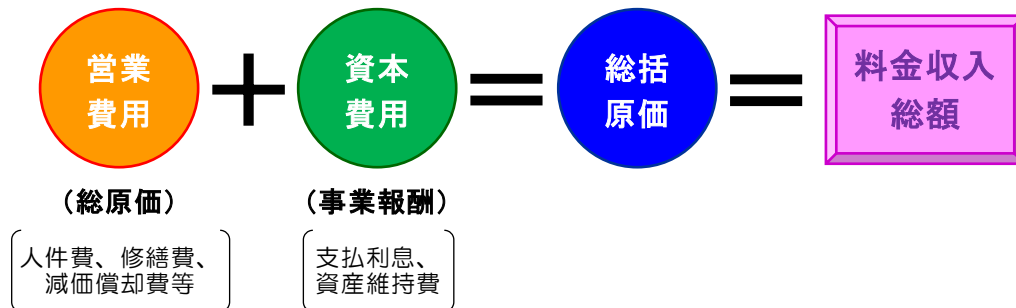 営業
費用
+
資本
費用
=
総括
原価
=
料金収入
総額
(総原価)
(事業報酬)
人件費、修繕費、
減価償却費等
支払利息、
資産維持費